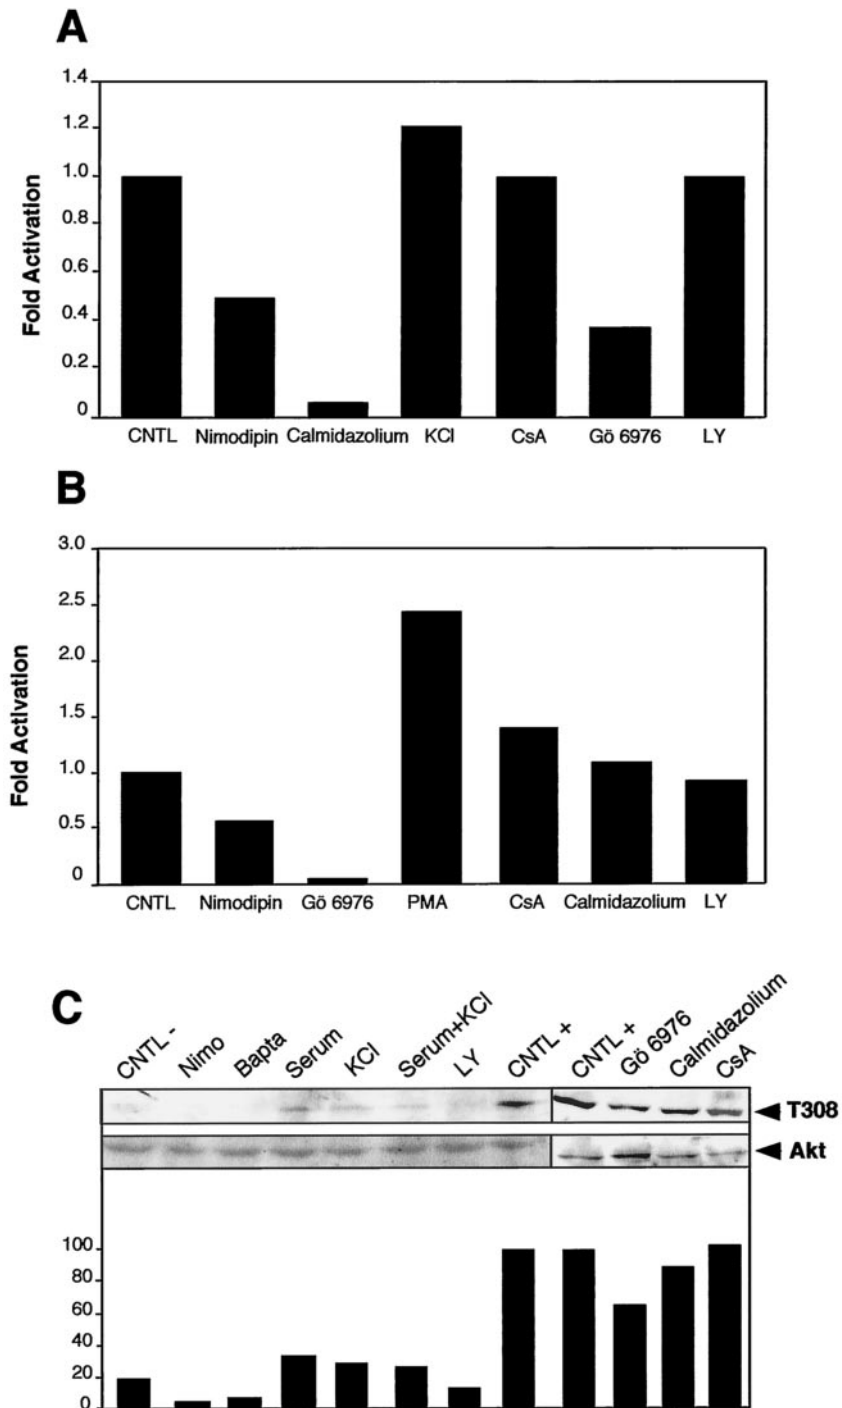 A
1.4
1.2
1.0
0.8
0.6
0.4
0.2
0
Fold Activation
CNTL Nimodipin Calmidazolium KCl CsA Gö 6976 LY
B
3.0
2.5
2.0
1.5
1.0
0.5
0
Fold Activation
CNTL Nimodipin Gö 6976 PMA CsA Calmidazolium LY
C
CNTL - Nimo Bapta Serum KCl Serum+KCl LY CNTL + CNTL + Gö 6976 Calmidazolium CsA
T308
Akt
100
80
60
40
20
0